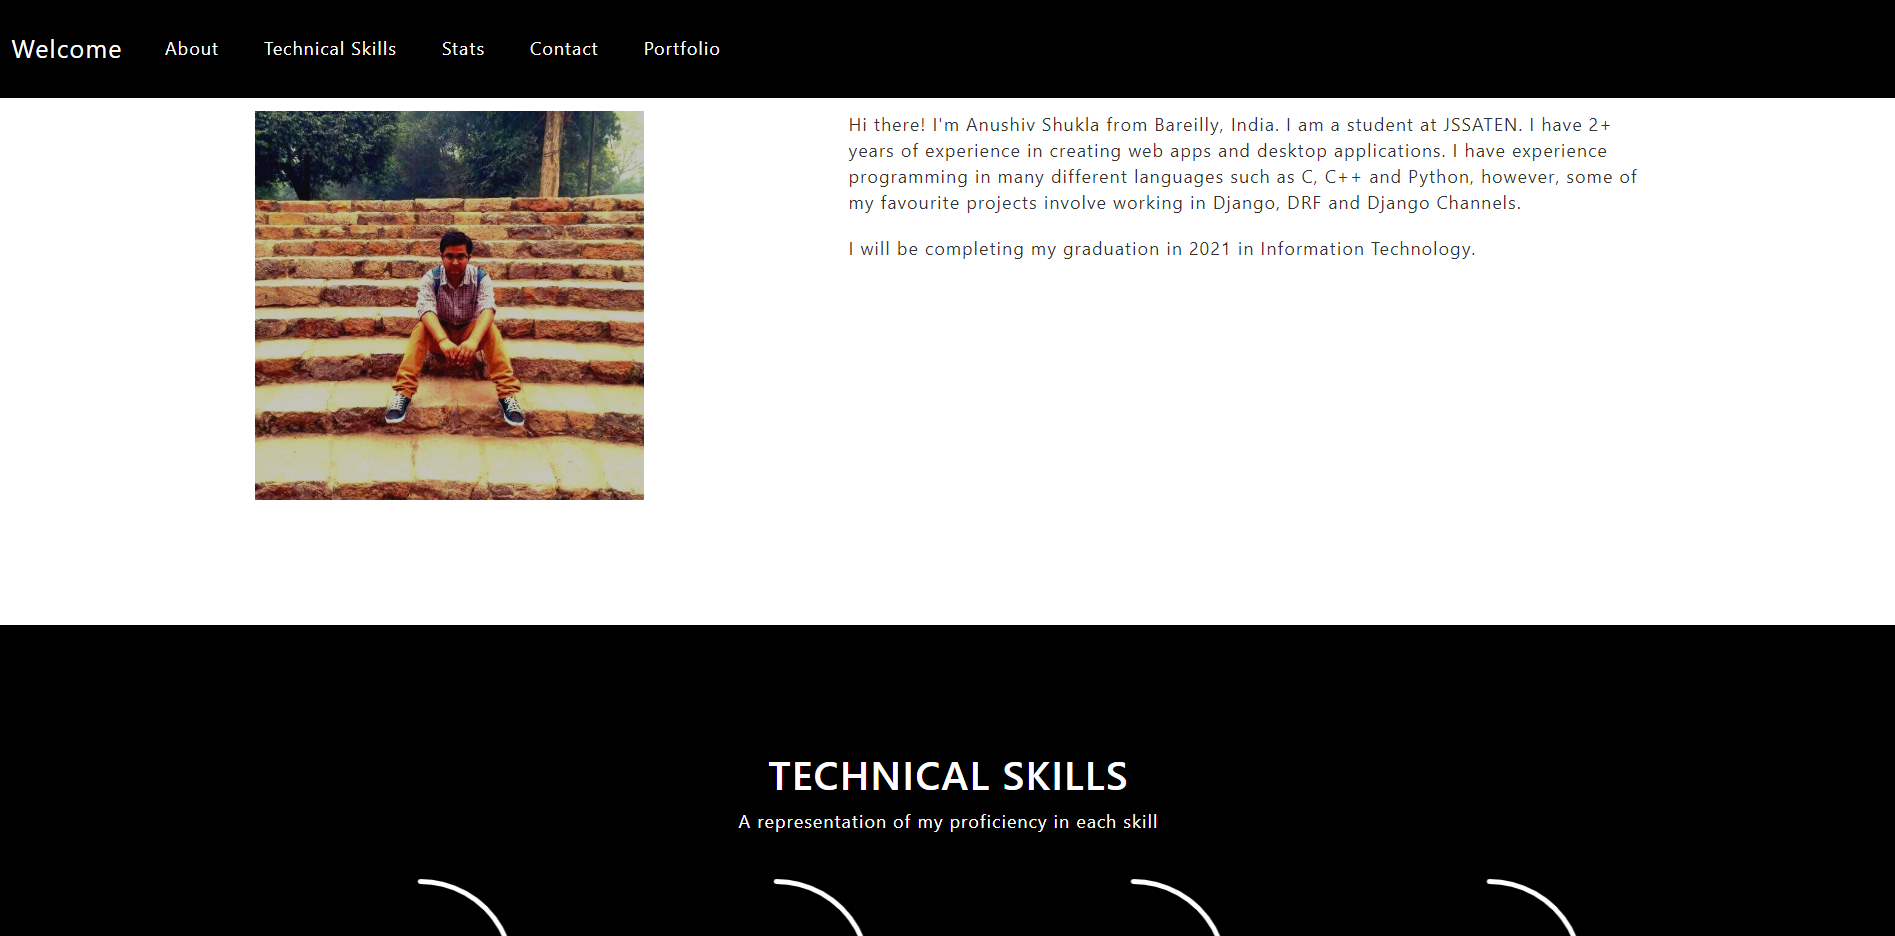 Welcome About Technical Skills Stats Contact Portfolio
Hi there! I'm Anushiv Shukla from Bareilly, India. I am a student at JSSATEN. I have 2+
years of experience in creating web apps and desktop applications. I have experience
programming in many different languages such as C, C++ and Python, however, some of
my favourite projects involve working in Django, DRF and Django Channels.
I will be completing my graduation in 2021 in Information Technology.
TECHNICAL SKILLS
A representation of my proficiency in each skill